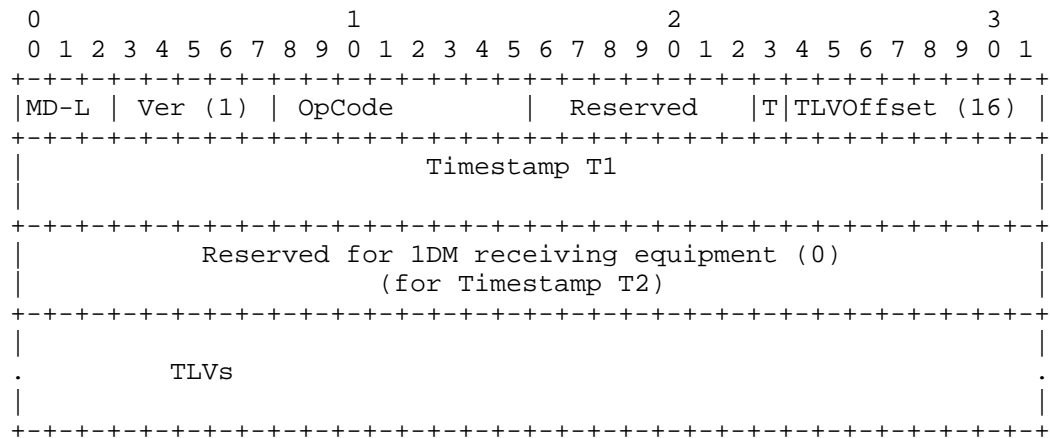 0                   1                   2                   3
 0 1 2 3 4 5 6 7 8 9 0 1 2 3 4 5 6 7 8 9 0 1 2 3 4 5 6 7 8 9 0 1
+-+-+-+-+-+-+-+-+-+-+-+-+-+-+-+-+-+-+-+-+-+-+-+-+-+-+-+-+-+-+-+-+
|MD-L | Ver (1) | OpCode        |  Reserved   |T|TLVOffset (16) |
+-+-+-+-+-+-+-+-+-+-+-+-+-+-+-+-+-+-+-+-+-+-+-+-+-+-+-+-+-+-+-+-+
|                         Timestamp T1                          |
|                                                               |
+-+-+-+-+-+-+-+-+-+-+-+-+-+-+-+-+-+-+-+-+-+-+-+-+-+-+-+-+-+-+-+-+
|           Reserved for 1DM receiving equipment (0)            |
|                      (for Timestamp T2)                       |
+-+-+-+-+-+-+-+-+-+-+-+-+-+-+-+-+-+-+-+-+-+-+-+-+-+-+-+-+-+-+-+-+
|                                                               |
.         TLVs                                                  .
|                                                               |
+-+-+-+-+-+-+-+-+-+-+-+-+-+-+-+-+-+-+-+-+-+-+-+-+-+-+-+-+-+-+-+-+